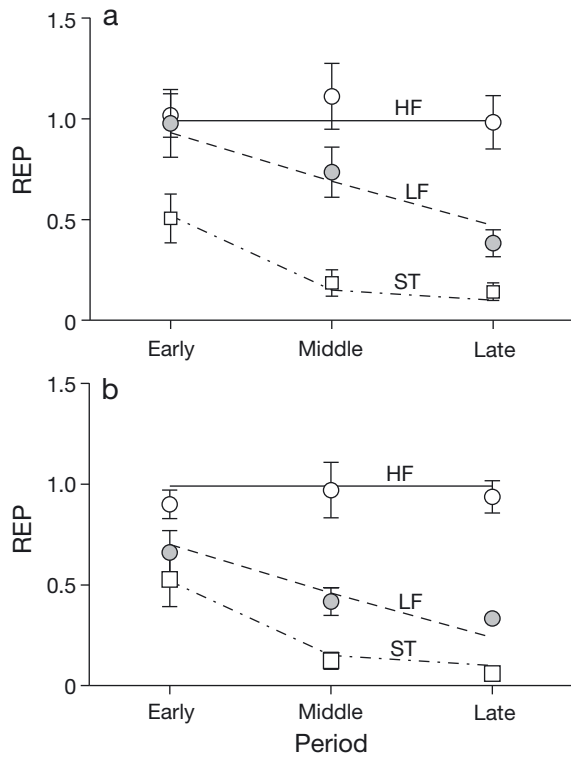 a
1.5
1.0
0.5
0
REP
HF
LF
ST
Early Middle Late
b
1.5
1.0
0.5
0
REP
HF
LF
ST
Early Middle Late
Period